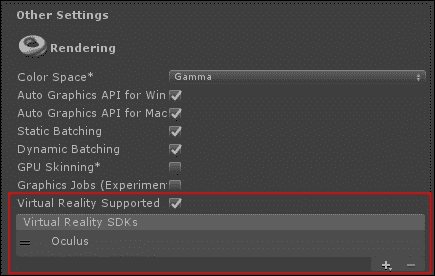 Other Settings
Rendering
Color Space* Gamma
Auto Graphics API for Win
Auto Graphics API for Mac
Static Batching
Dynamic Batching
GPU Skinning*
Graphics Jobs (Experimen
Virtual Reality Supported
Virtual Reality SDKs
Oculus